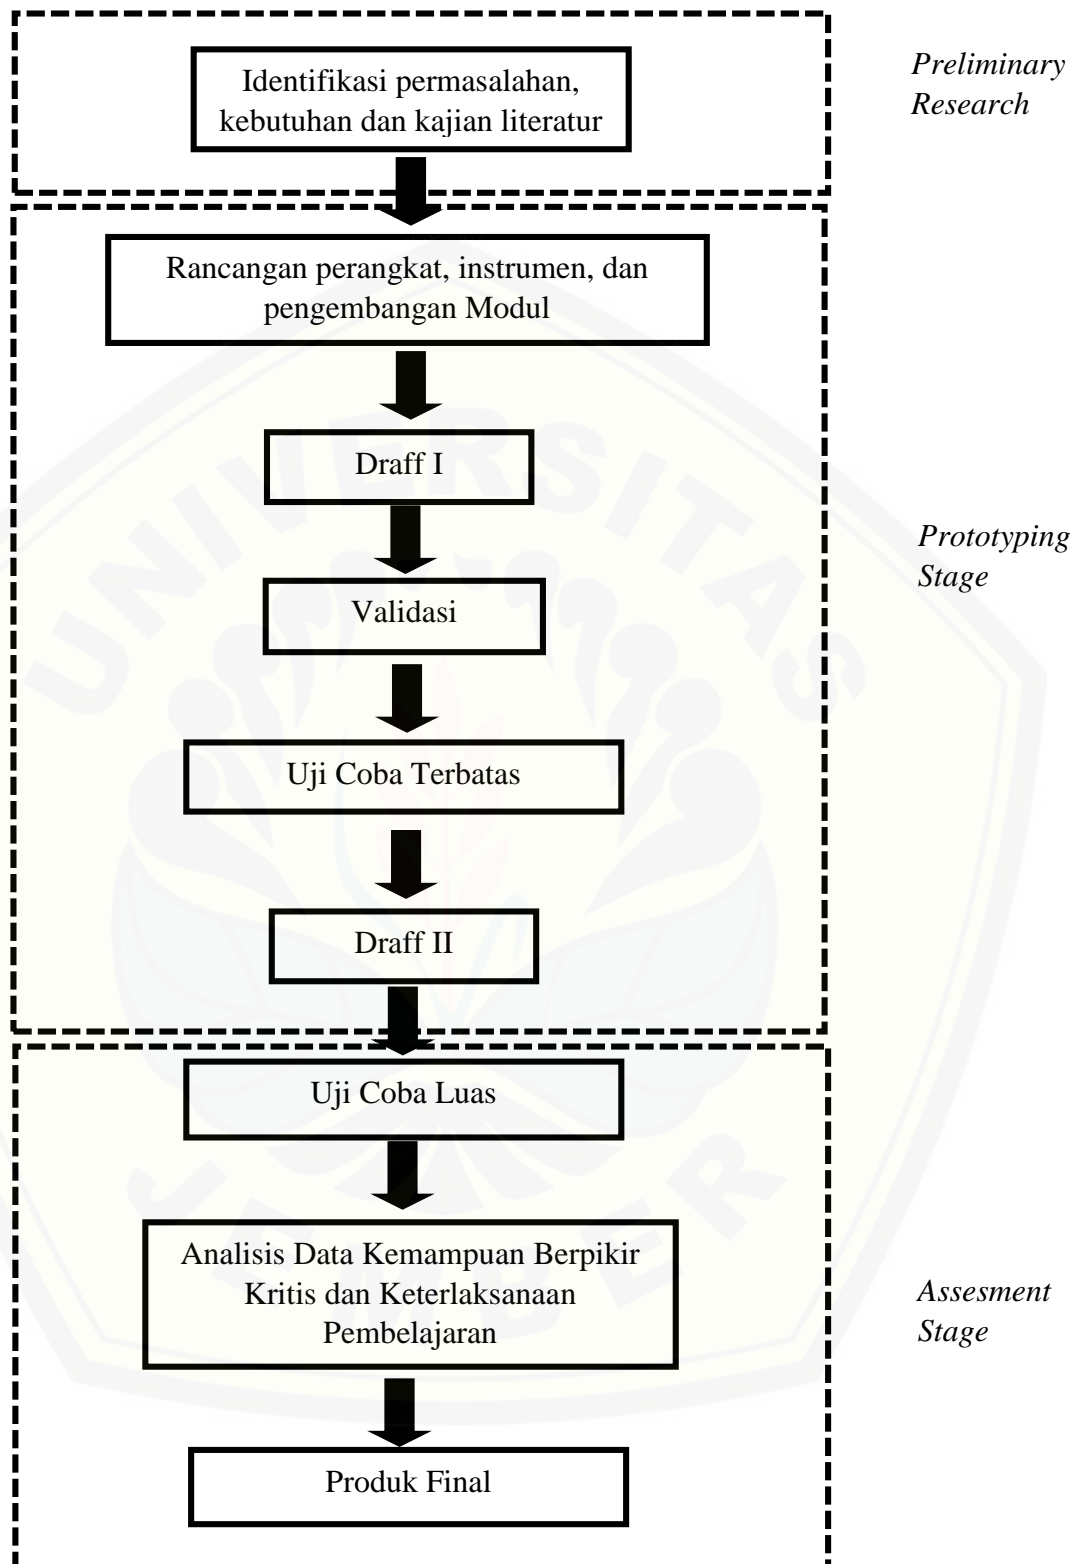 Identifikasi permasalahan,
kebutuhan dan kajian literatur
Preliminary
Research
Rancangan perangkat, instrumen, dan
pengembangan Modul
Draff I
Validasi
Prototyping
Stage
Uji Coba Terbatas
Draff II
Uji Coba Luas
Analisis Data Kemampuan Berpikir
Kritis dan Keterlaksanaan
Pembelajaran
Assesment
Stage
Produk Final
UNIVERSITAS
JEMBER